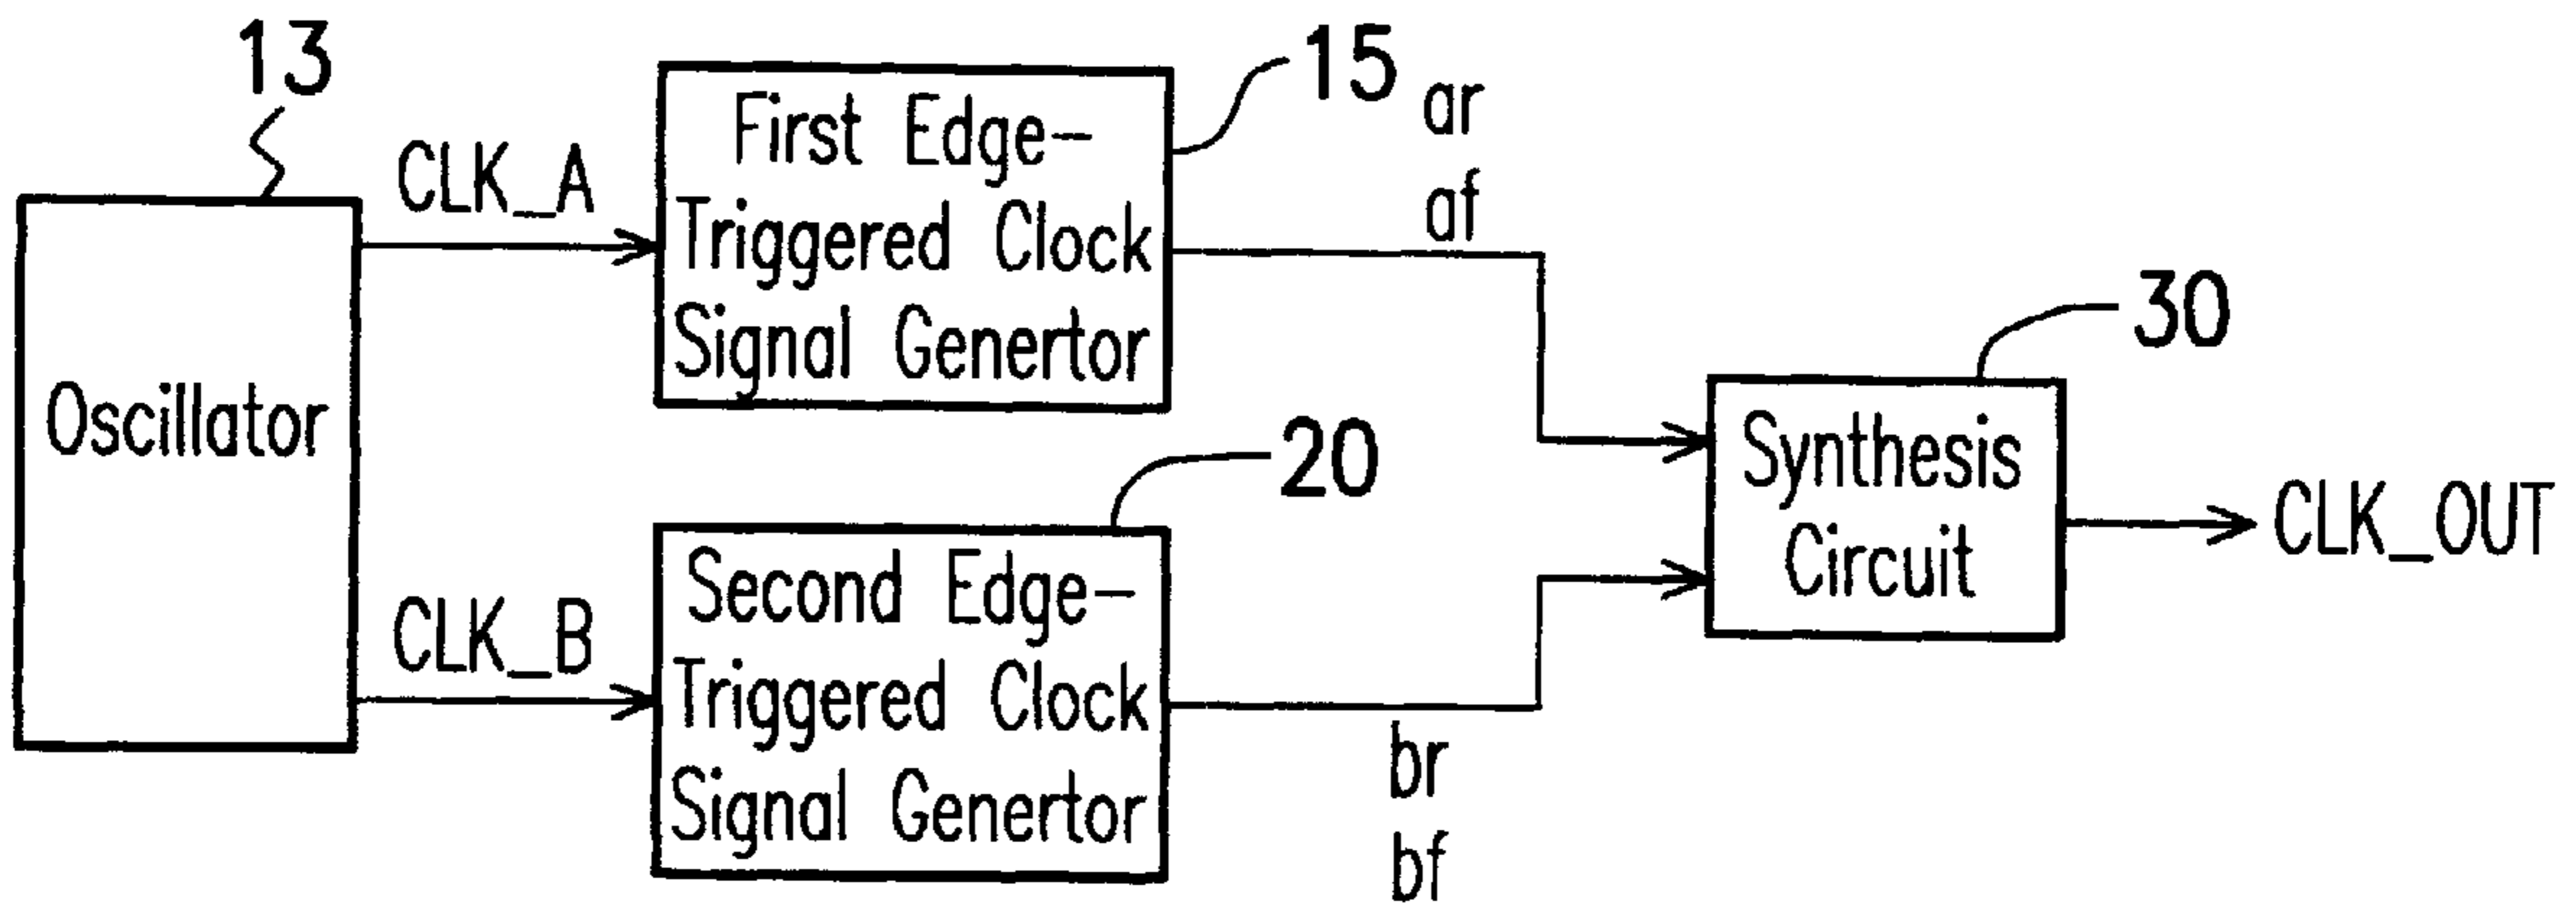 13
Oscillator
CLK_A
CLK_B
First Edge-
Triggered Clock
Signal Genertor
15
ar
af
Second Edge-
Triggered Clock
Signal Genertor
20
br
bf
Synthesis
Circuit
30
CLK_OUT